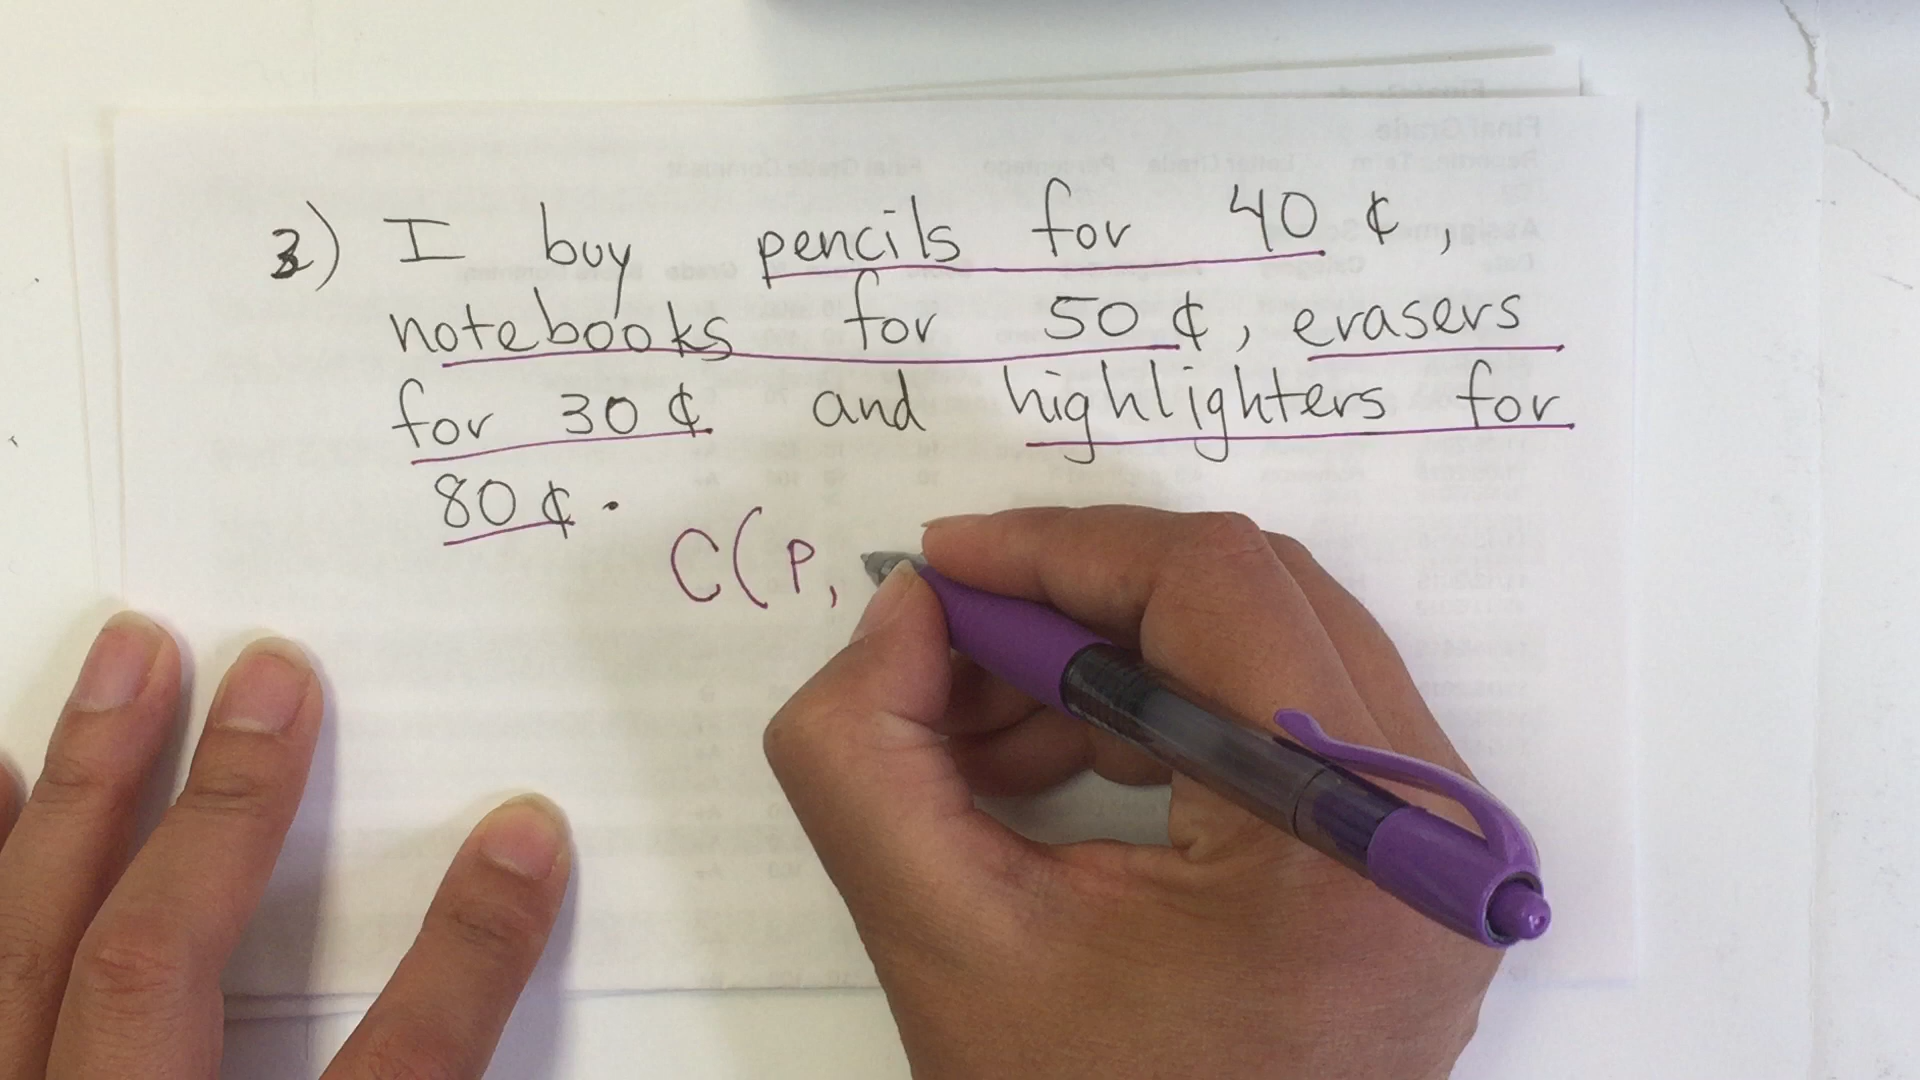 3) I buy pencils for 40 ¢,
notebooks for 50 ¢, erasers
for 30 ¢ and highlighters for
80 ¢.
C(P,